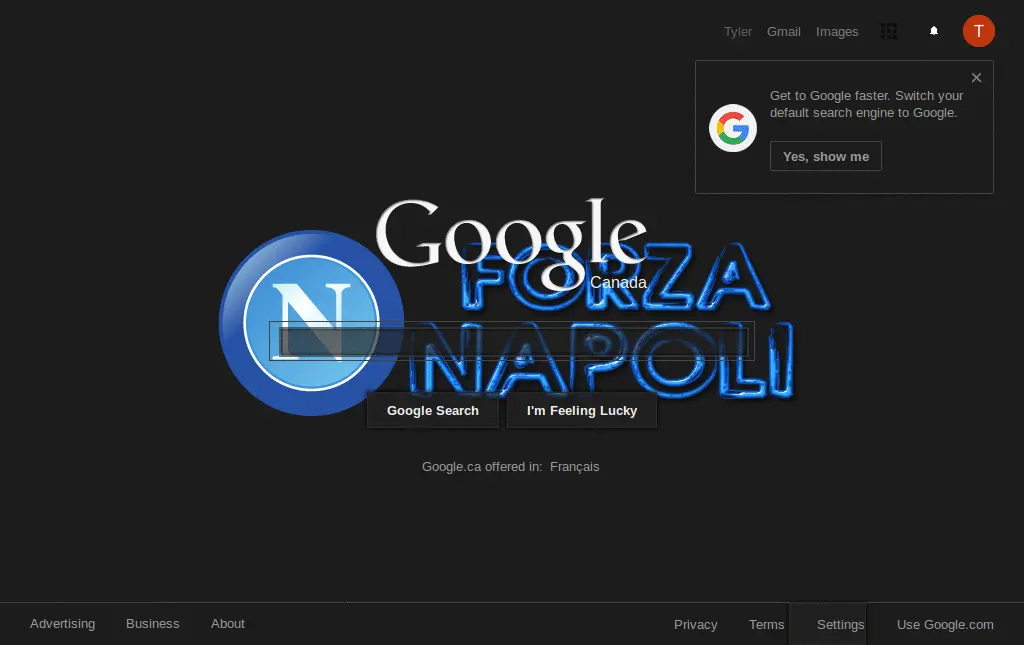 Tyler Gmail Images T
Get to Google faster. Switch your
default search engine to Google.
Yes, show me
Google
Canada
N FORZA
NAPOLI
Google Search I'm Feeling Lucky
Google.ca offered in: Français
Advertising Business About Privacy Terms Settings Use Google.com